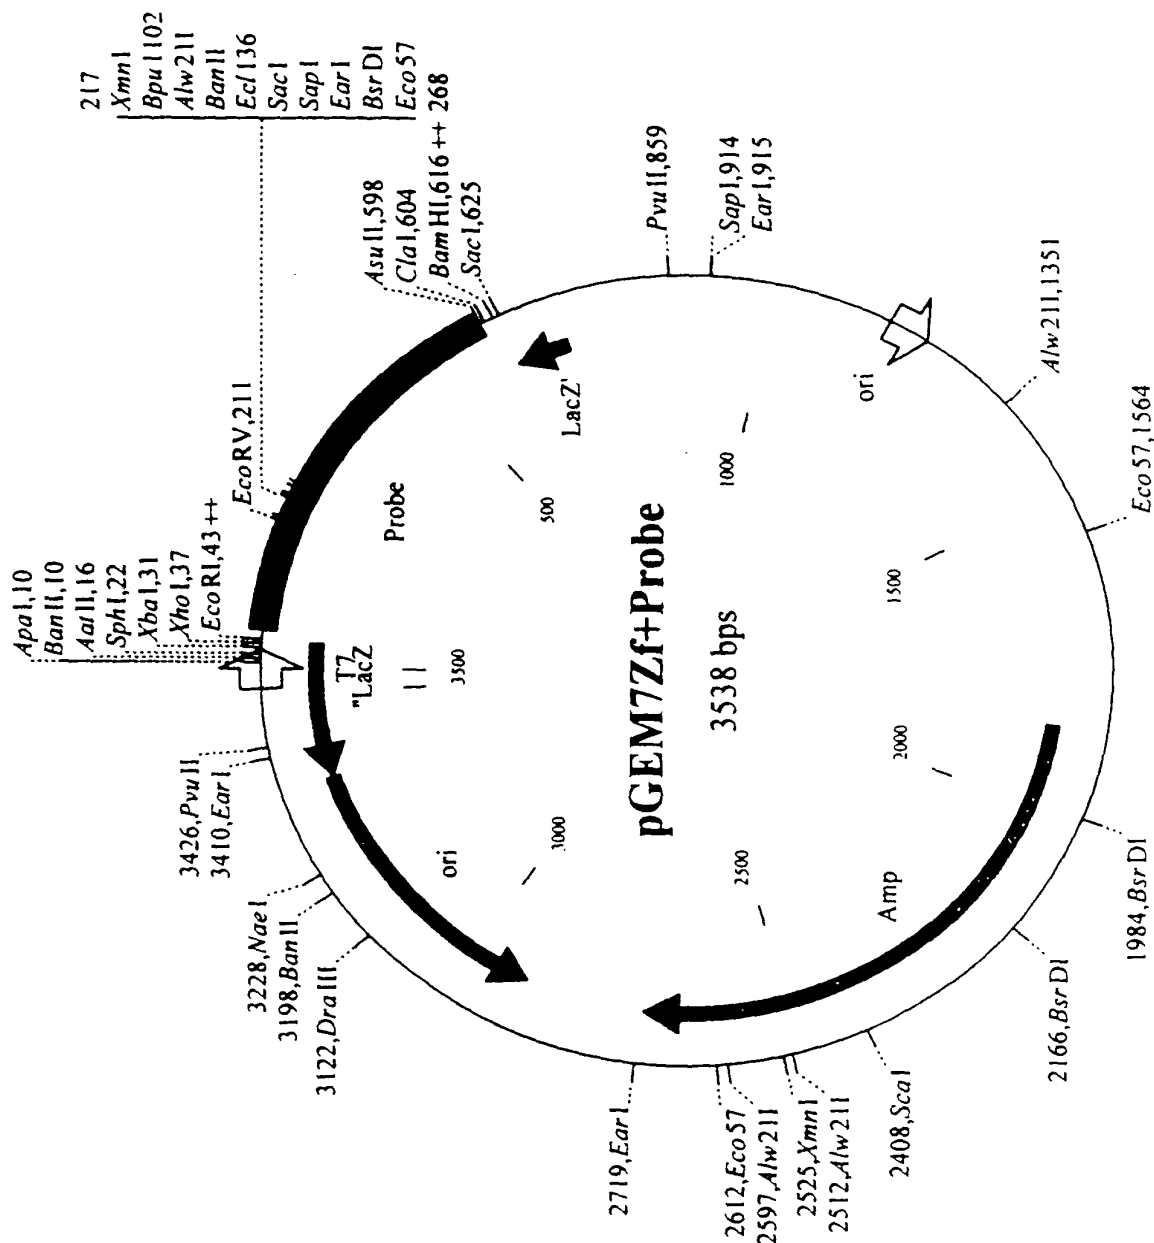 217
XmnI
Bpu1102
Alw21I
BanII
Ecl136
SacI
SapI
EarI
BsrDI
Eco57
268
AsuII,598
ClaI,604
BamHI,616 ++
SacI,625
PvuII,859
SapI,914
EarI,915
Alw21I,1351
Eco57,1564
EcoRV,211
ApaI,10
BanII,10
AatII,16
SphI,22
XbaI,31
XhoI,37
EcoRI,43 ++
Probe
LacZ'
ori
T7
"LacZ
500
1000
1500
2000
2500
3000
3500
pGEM7Zf+Probe
3538 bps
ori
Amp
3426,PvuII
3410,EarI
3228,NaeI
3198,BanII
3122,DraIII
2719,EarI
2612,Eco57
2597,Alw21I
2525,XmnI
2512,Alw21I
2408,ScaI
2166,BsrDI
1984,BsrDI